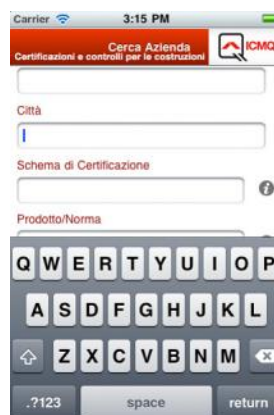 Carrier 3:15 PM
Cerca Azienda
Certificazioni e controlli per le costruzioni
ICMQ
Città
Schema di Certificazione
Prodotto/Norma
Q W E R T Y U I O P
A S D F G H J K L
Z X C V B N M
.?123 space return